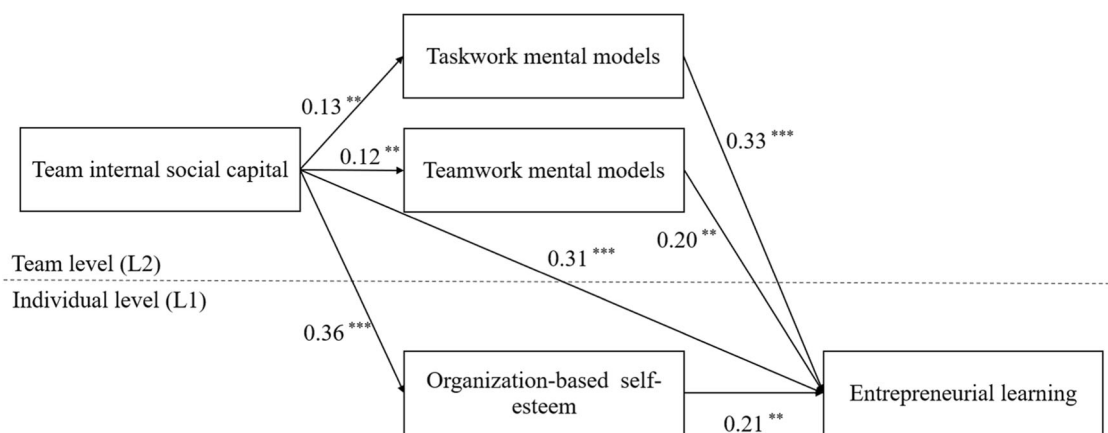 Taskwork mental models
0.13 **
0.33 ***
Team internal social capital
0.12 **
Teamwork mental models
0.20 **
0.31 ***
Team level (L2)
Individual level (L1)
0.36 ***
Organization-based self-
esteem
Entrepreneurial learning
0.21 **